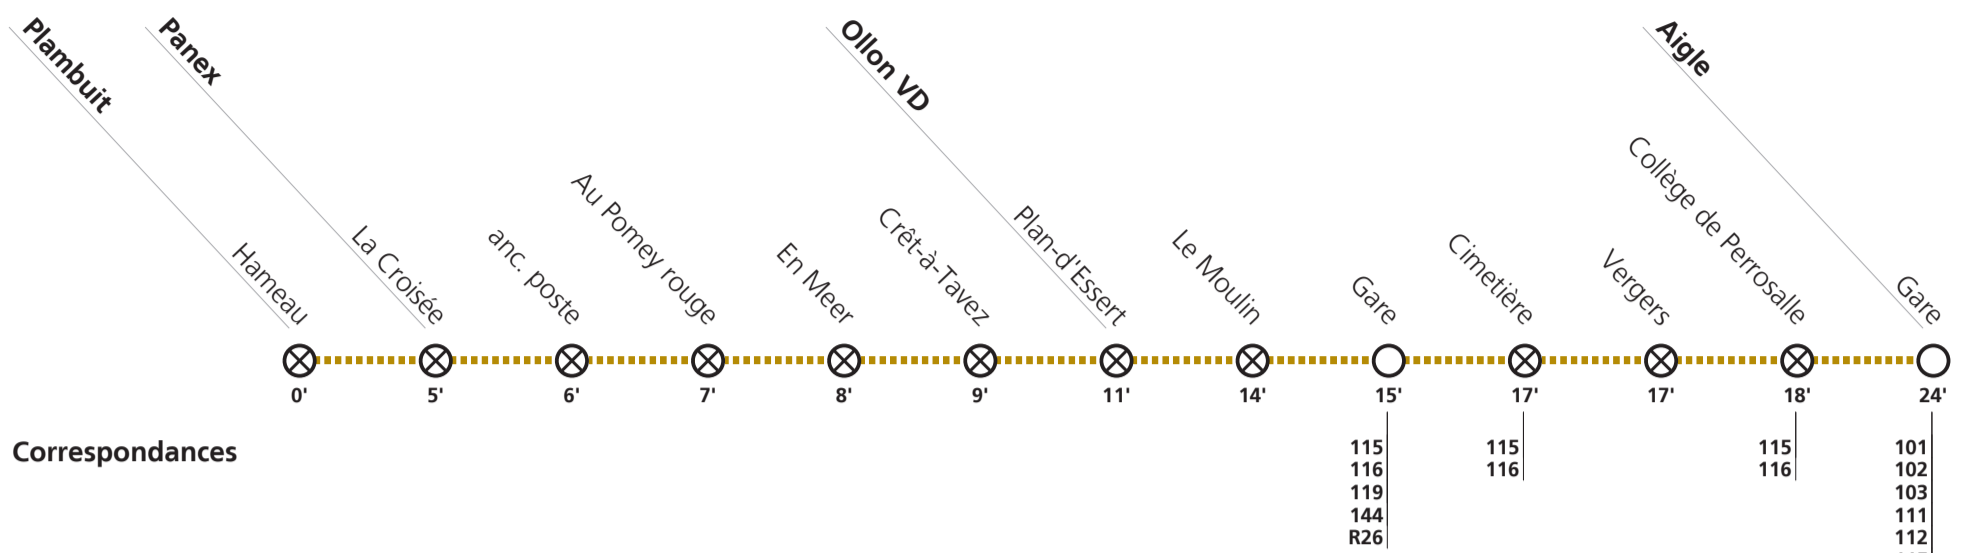 Plambuit
Panex
Ollon VD
Aigle
Hameau
La Croisée
anc. poste
Au Pomey rouge
En Meer
Crêt-à-Tavez
Plan-d'Essert
Le Moulin
Gare
Cimetière
Vergers
Collège de Perrosalle
Gare
0' 5' 6' 7' 8' 9' 11' 14' 15' 17' 17' 18' 24'
Correspondances
115 115 115 101
116 116 116 102
119 103
144 111
R26 112